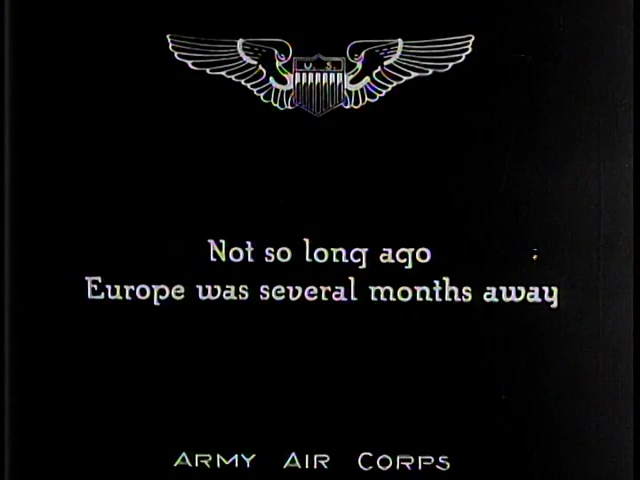 U. S.
Not so long ago
Europe was several months away
ARMY AIR CORPS